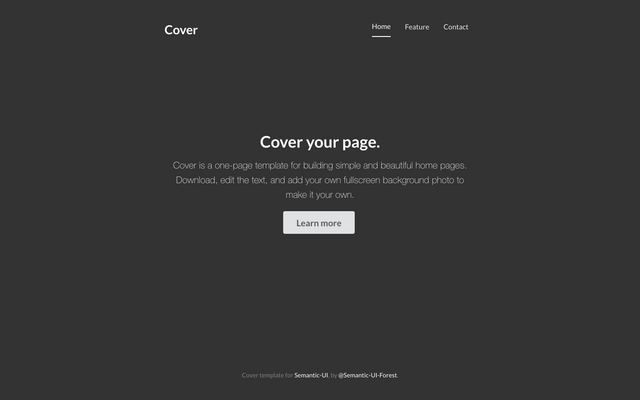 Cover
Home Feature Contact
Cover your page.
Cover is a one-page template for building simple and beautiful home pages.
Download, edit the text, and add your own fullscreen background photo to
make it your own.
Learn more
Cover template for Semantic-UI, by @Semantic-UI-Forest.